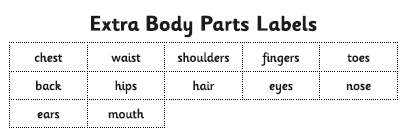 Extra Body Parts Labels
chest waist shoulders fingers toes
back hips hair eyes nose
ears mouth